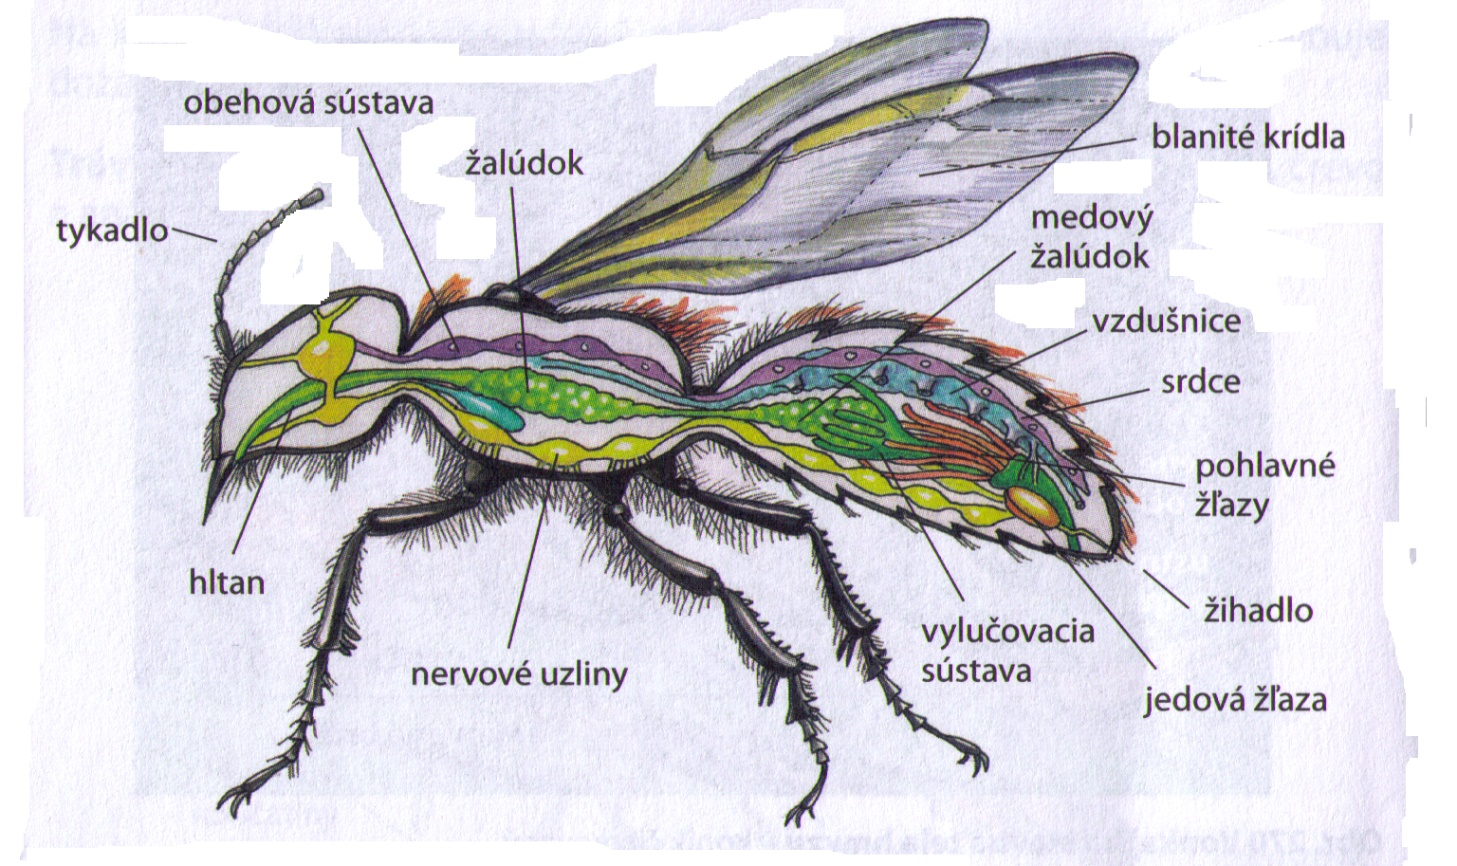 obehová sústava
žalúdok
tykadlo
blanité krídla
medový
žalúdok
vzdušnice
srdce
pohlavné
žľazy
hltan
žihadlo
vylučovacia
sústava
nervové uzliny
jedová žľaza